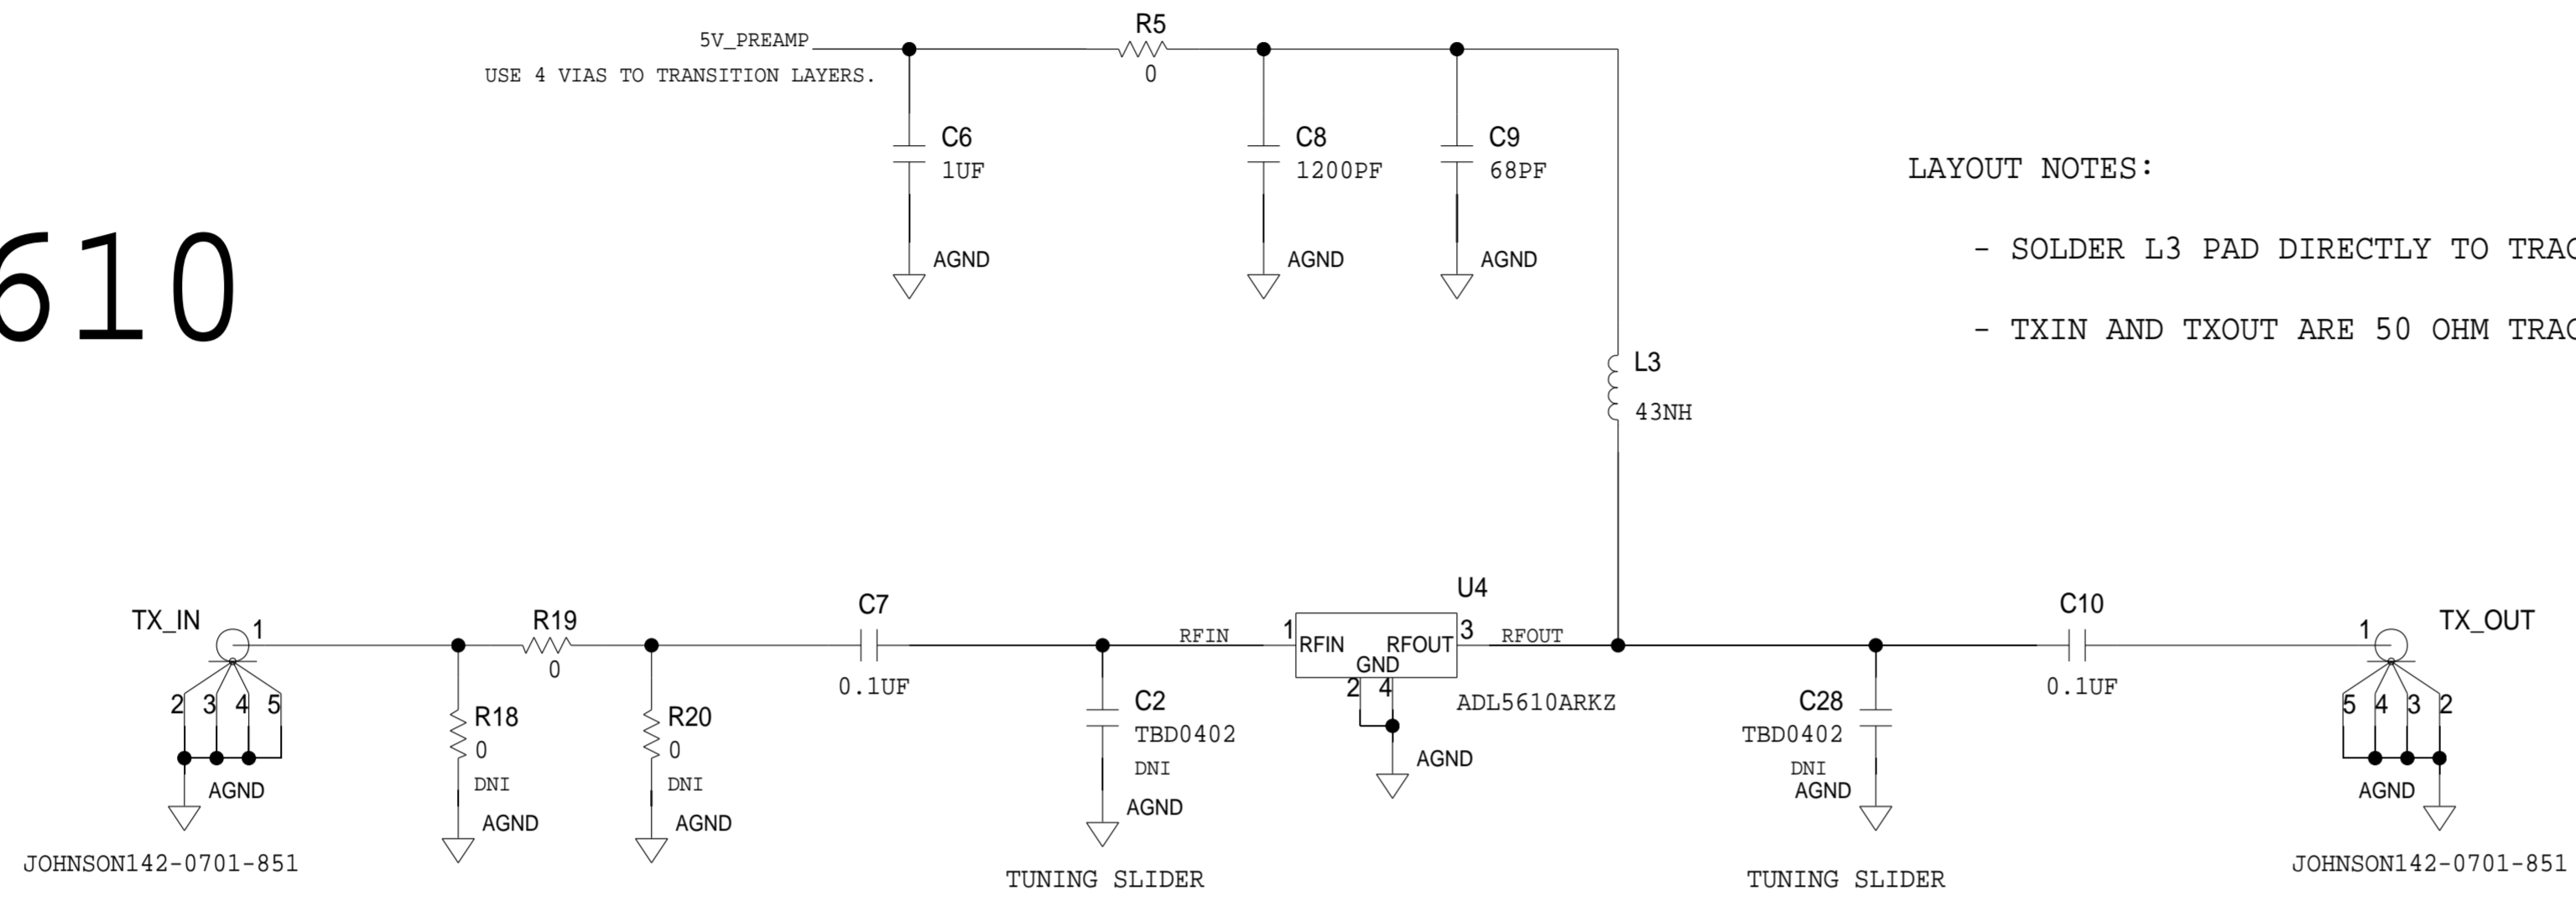 R5
5V_PREAMP
0
USE 4 VIAS TO TRANSITION LAYERS.
C6
1UF
AGND
C8
1200PF
AGND
C9
68PF
AGND
LAYOUT NOTES:
- SOLDER L3 PAD DIRECTLY TO TRAC
- TXIN AND TXOUT ARE 50 OHM TRAC
610
L3
43NH
TX_IN
1
2 3 4 5
AGND
JOHNSON142-0701-851
R19
0
R18
0
DNI
AGND
R20
0
DNI
AGND
C7
0.1UF
RFIN
C2
TBD0402
DNI
AGND
TUNING SLIDER
U4
1
RFIN RFOUT
GND
3
2 4
ADL5610ARKZ
AGND
RFOUT
C28
TBD0402
DNI
AGND
TUNING SLIDER
C10
0.1UF
TX_OUT
1
5 4 3 2
AGND
JOHNSON142-0701-851